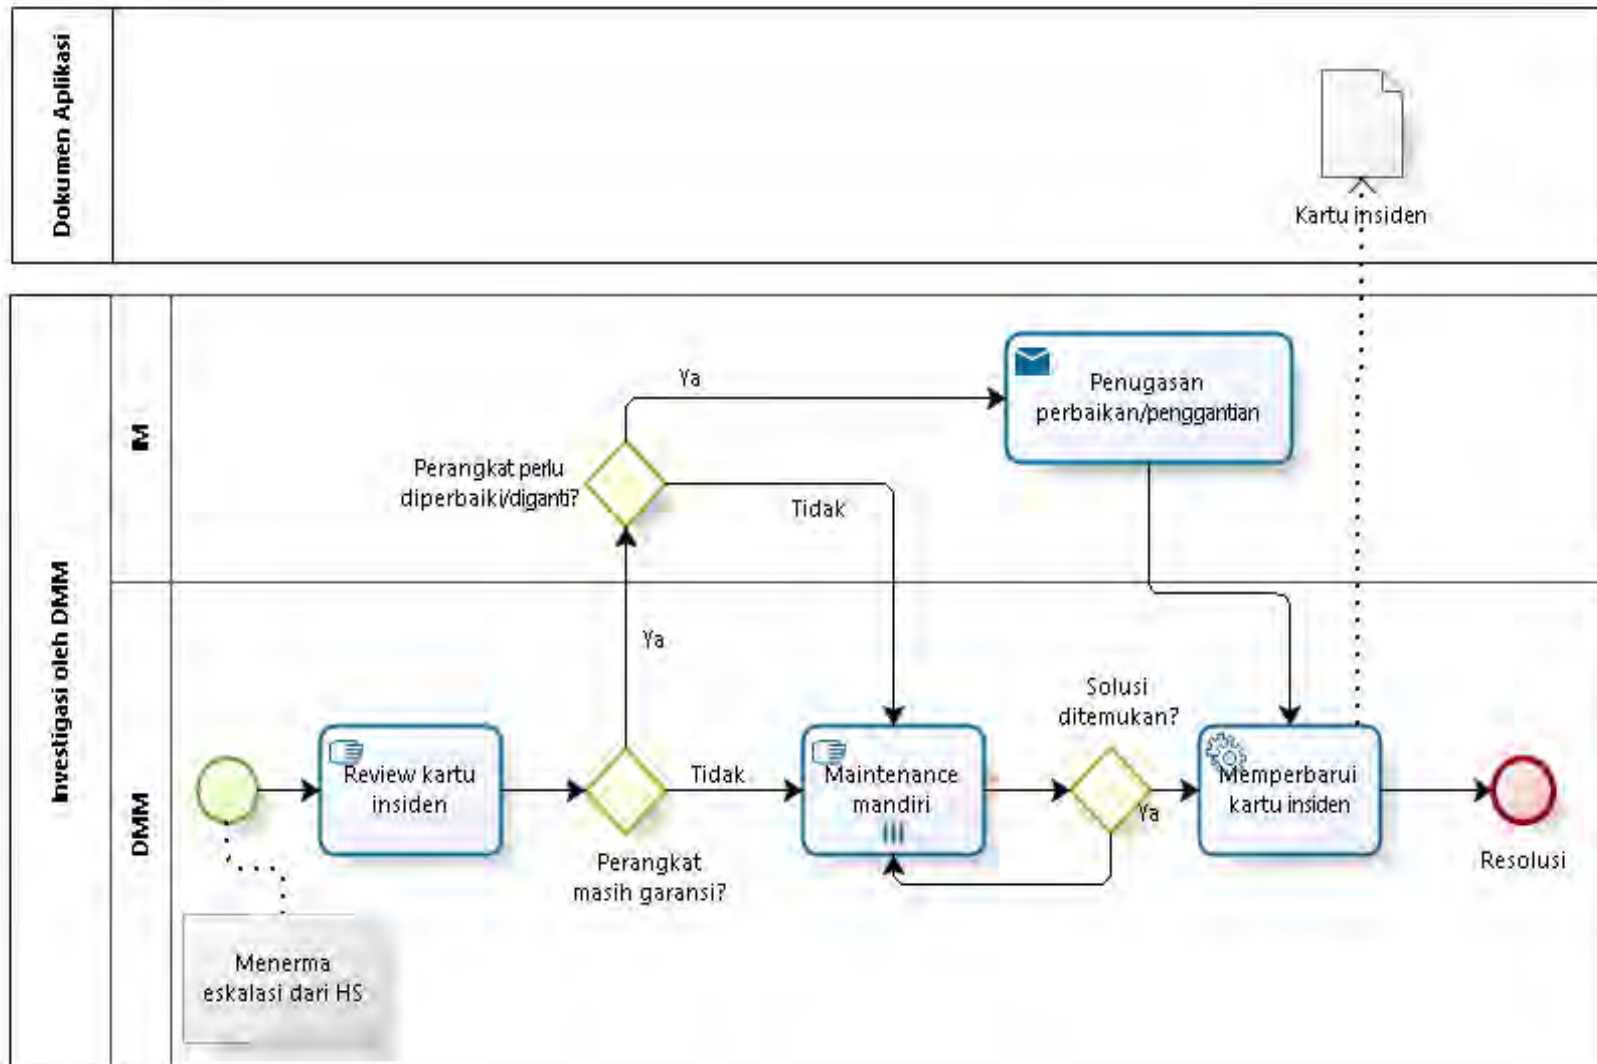 Dokumen Aplikasi
Kartu insiden
Investigasi oleh DMM
IM
Penugasan
perbaikan/penggantian
Ya
Perangkat perlu
diperbaiki/diganti?
Tidak
Ya
DMM
Review kartu
insiden
Perangkat
masih garansi?
Tidak
Maintenance
mandiri
Solusi
ditemukan?
Ya
Memperbarui
kartu insiden
Resolusi
Menerma
eskalasi dari HS